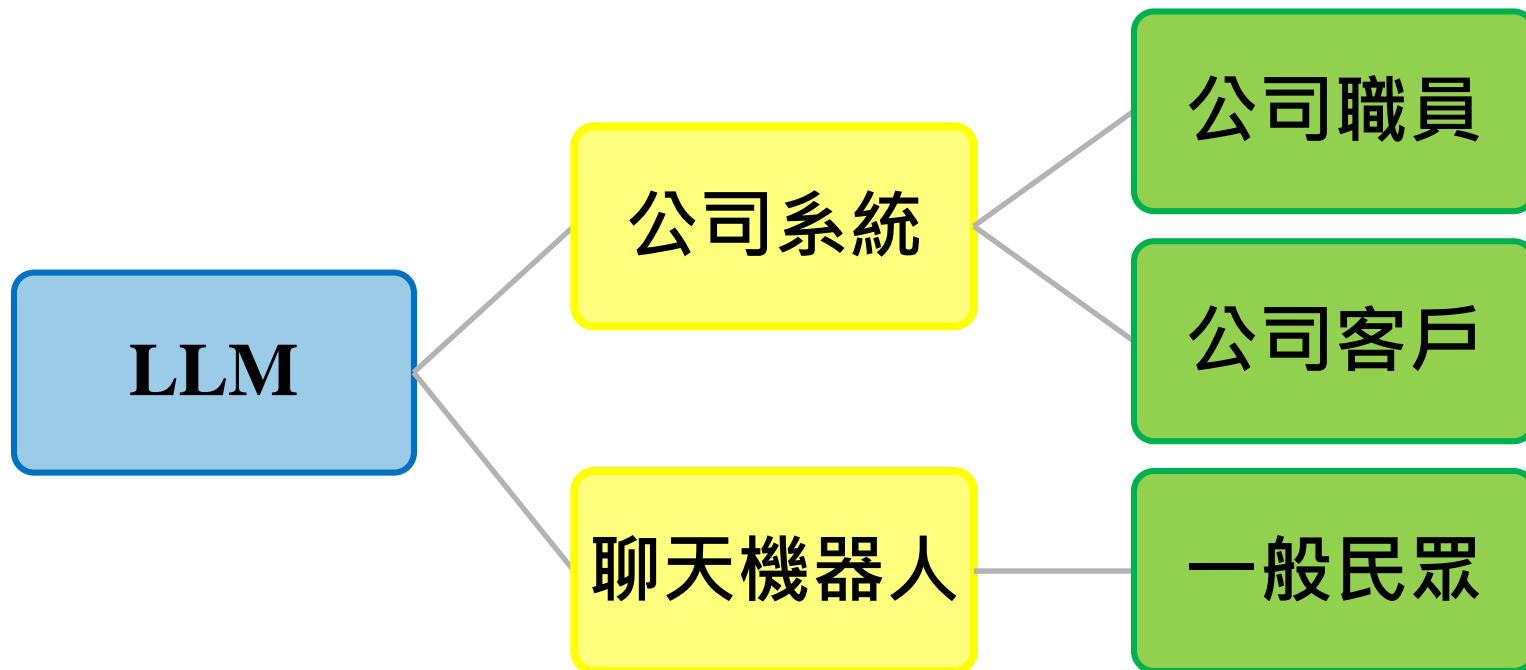 LLM
公司系統
聊天機器人
公司職員
公司客戶
一般民眾